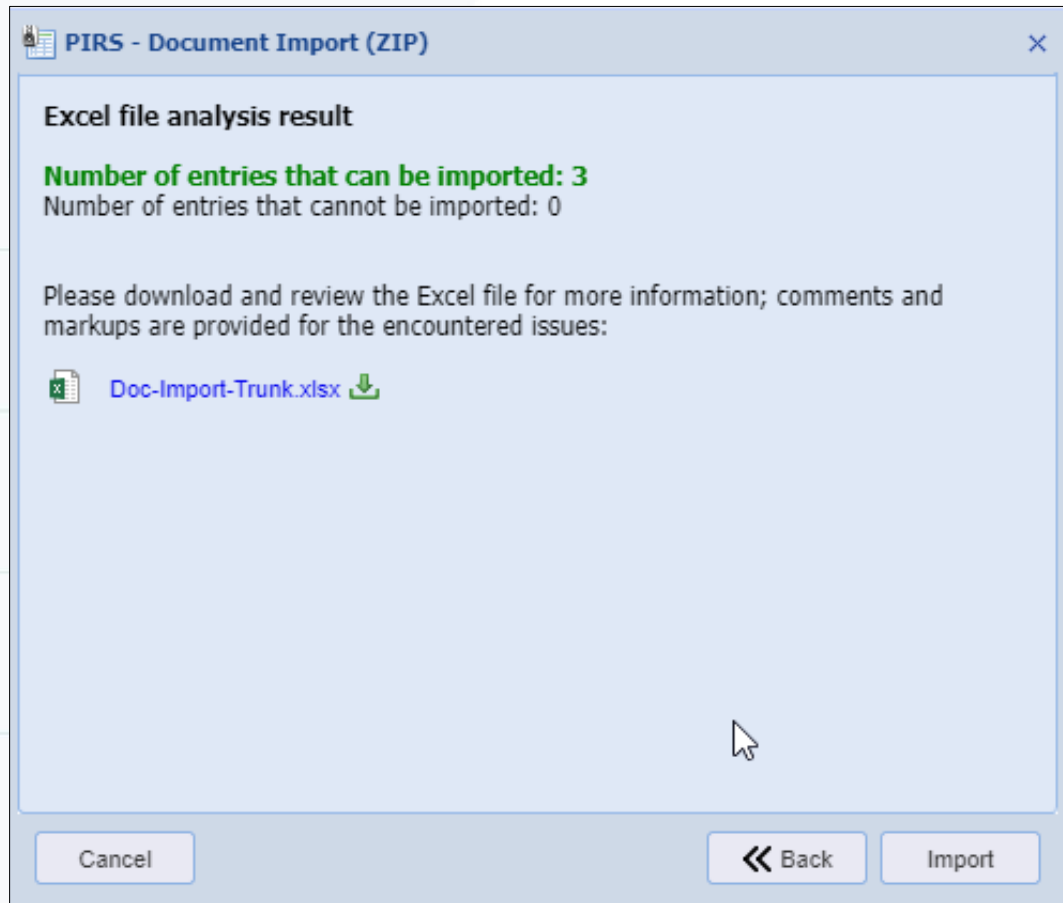 PIRS - Document Import (ZIP)
Excel file analysis result
Number of entries that can be imported: 3
Number of entries that cannot be imported: 0
Please download and review the Excel file for more information; comments and
markups are provided for the encountered issues:
Doc-Import-Trunk.xlsx
Cancel
Back
Import